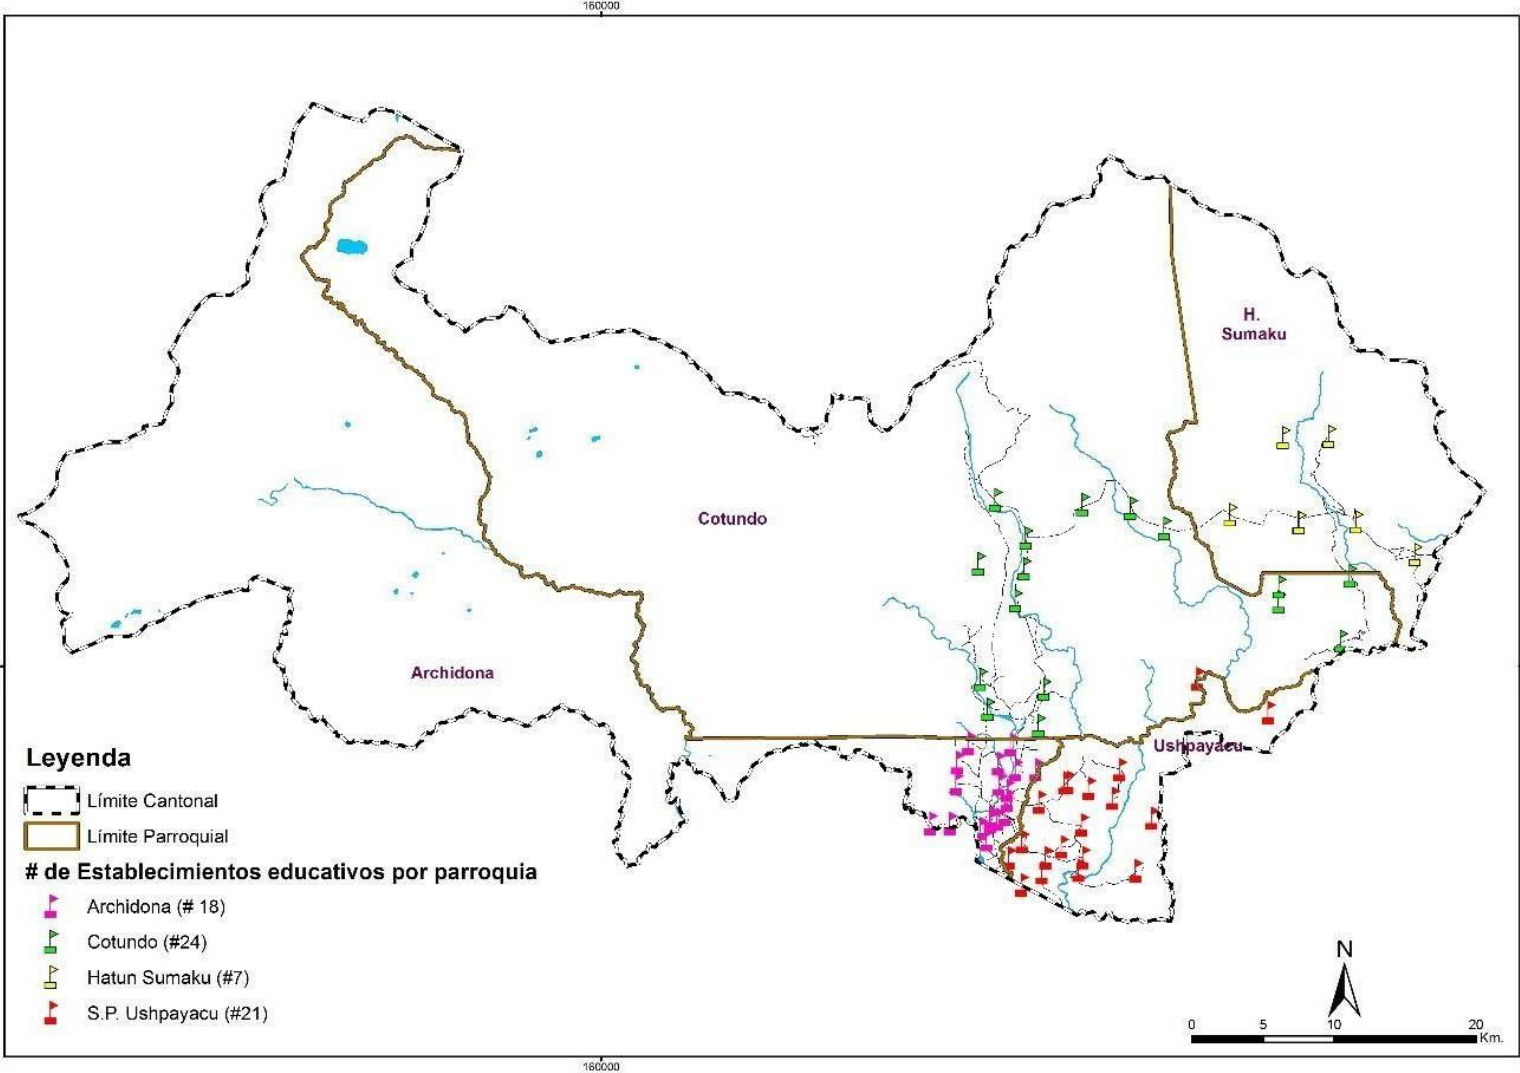 160000
H.
Sumaku
Cotundo
Archidona
Ushpayacu
Leyenda
Límite Cantonal
Límite Parroquial
# de Establecimientos educativos por parroquia
Archidona (# 18)
Cotundo (#24)
Hatun Sumaku (#7)
S.P. Ushpayacu (#21)
N
0 5 10 20
Km.
160000